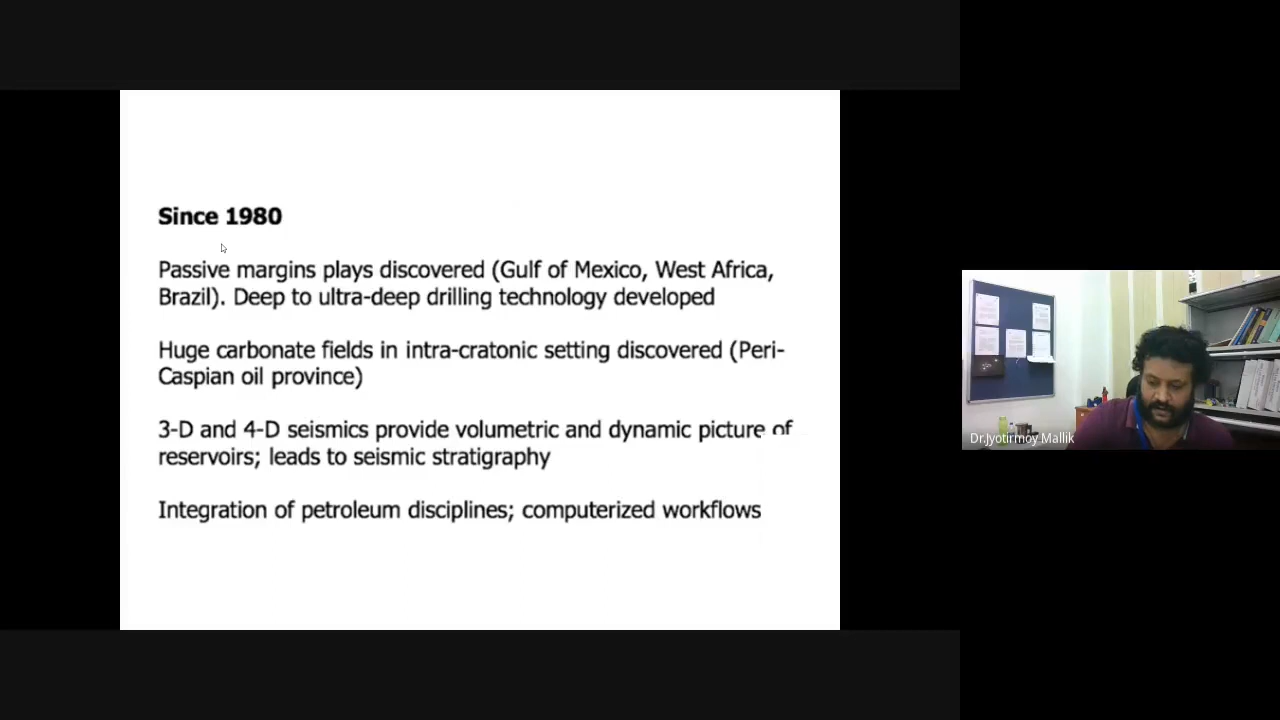 Since 1980
Passive margins plays discovered (Gulf of Mexico, West Africa,
Brazil). Deep to ultra-deep drilling technology developed
Huge carbonate fields in intra-cratonic setting discovered (Peri-
Caspian oil province)
3-D and 4-D seismics provide volumetric and dynamic picture of
reservoirs; leads to seismic stratigraphy
Integration of petroleum disciplines; computerized workflows
Dr.Jyotirmoy Mallik